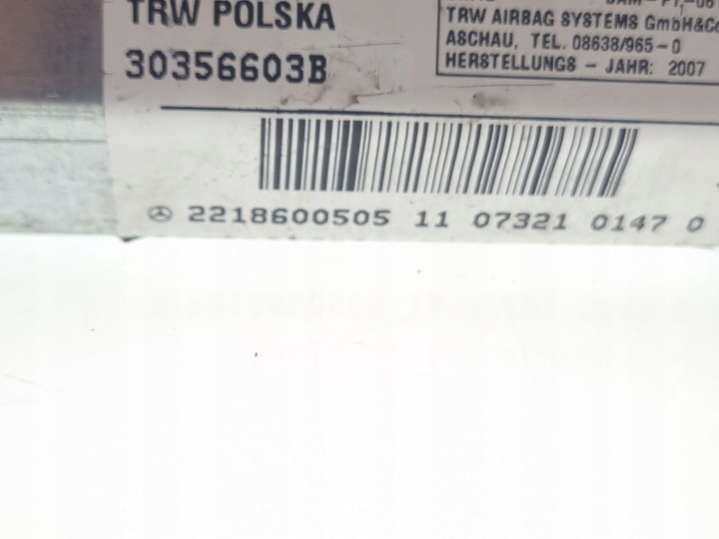 TRW POLSKA
30356603B
TRW AIRBAG SYSTEMS GmbH&Co
ASCHAU, TEL. 08638/965-0
HERSTELLUNGS - JAHR: 2007
2218600505 11 07321 0147 0